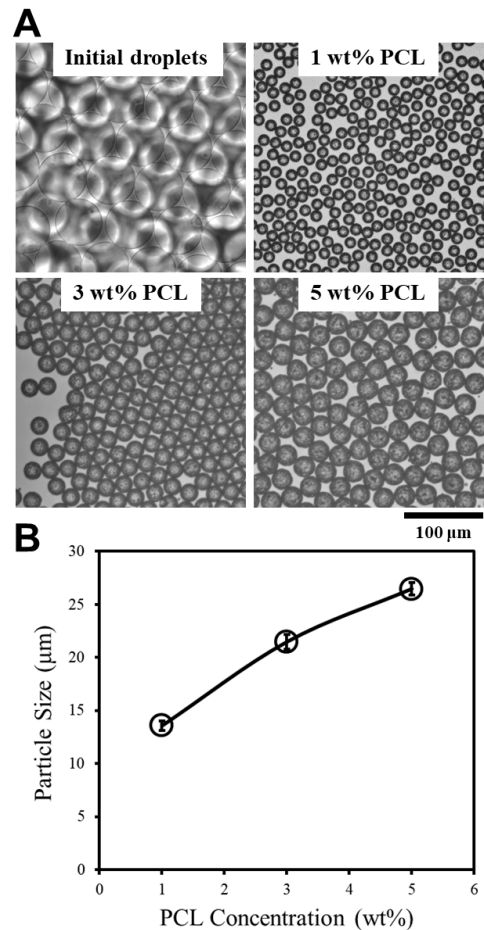 A
Initial droplets
1 wt% PCL
3 wt% PCL
5 wt% PCL
100 µm
B
30
25
20
15
10
5
0
0 1 2 3 4 5 6
Particle Size (µm)
PCL Concentration (wt%)